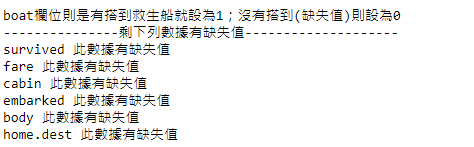 boat欄位則是有搭到救生船就設為1；沒有搭到(缺失值)則設為0
---------------剩下列數據有缺失值--------------------
survived 此數據有缺失值
fare 此數據有缺失值
cabin 此數據有缺失值
embarked 此數據有缺失值
body 此數據有缺失值
home.dest 此數據有缺失值